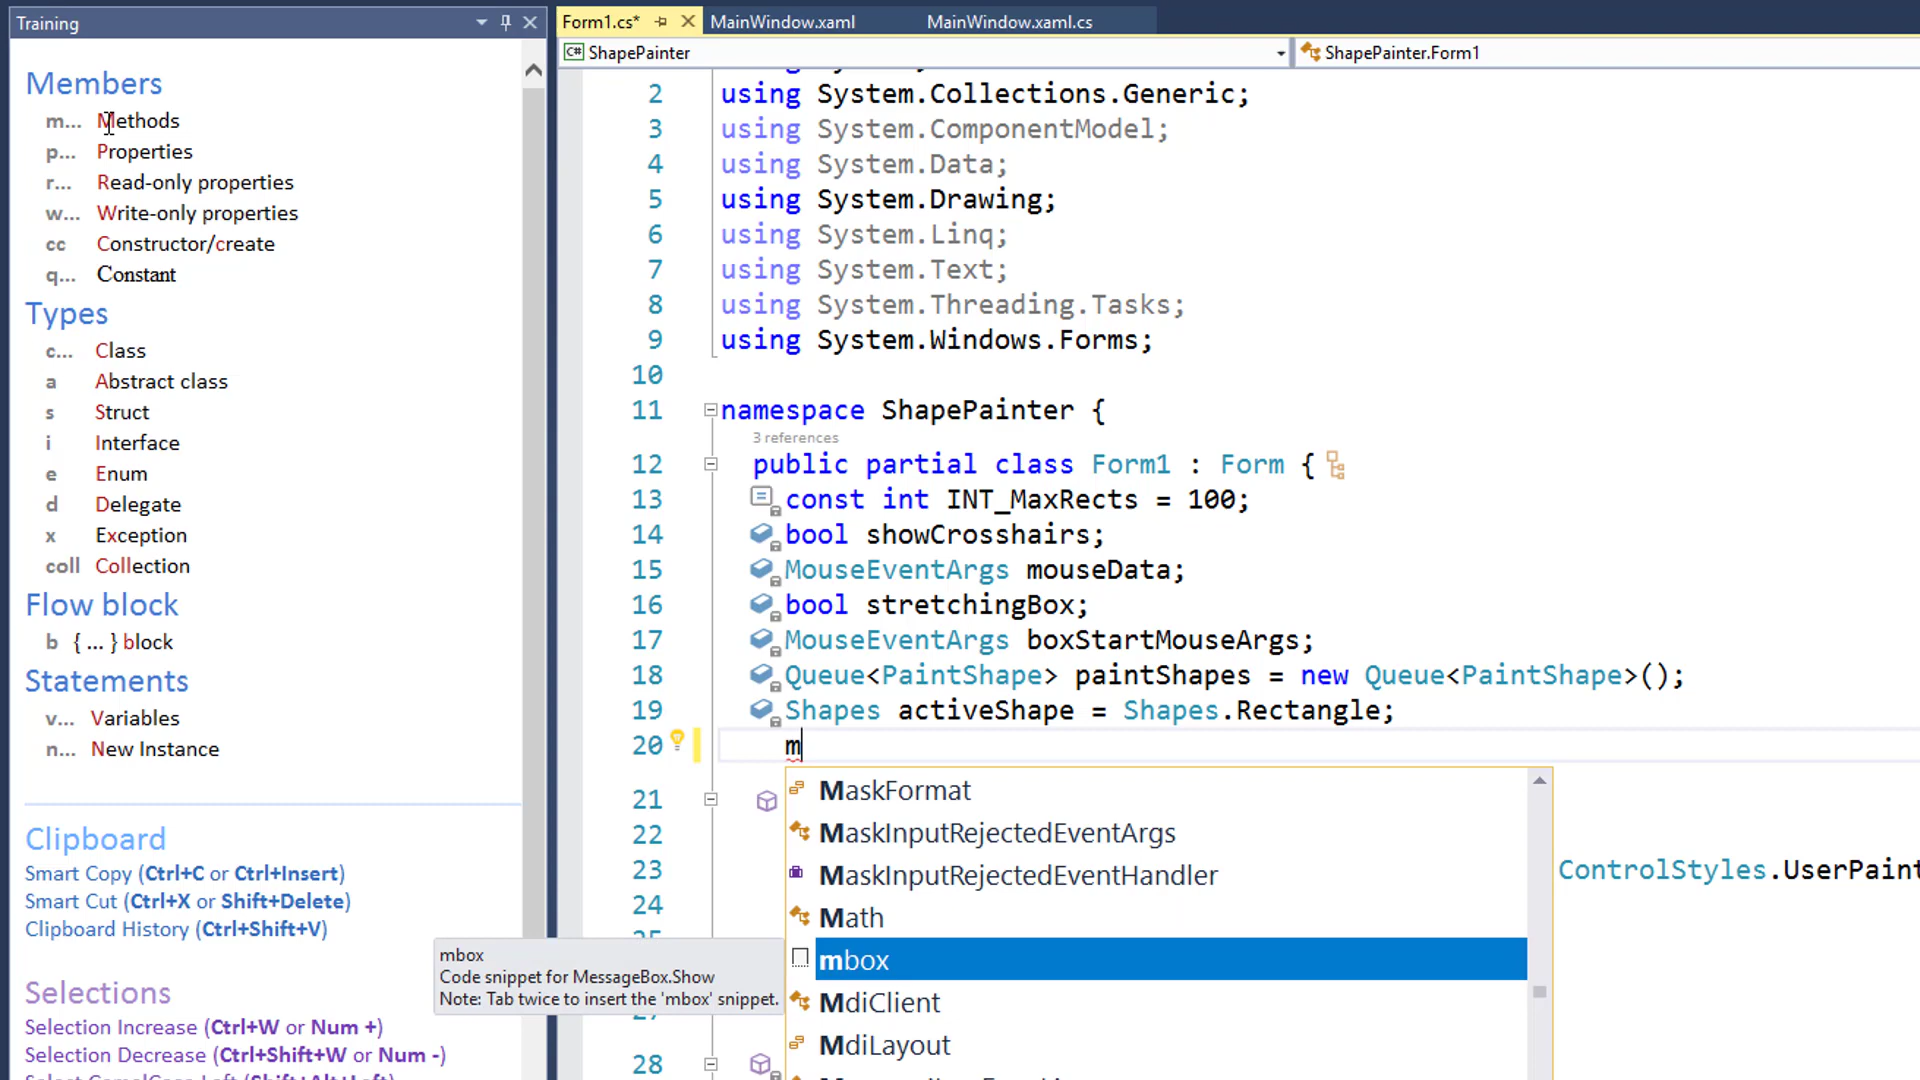 Training
Members
m... Methods
p... Properties
r... Read-only properties
w... Write-only properties
cc Constructor/create
q... Constant
Types
c... Class
a Abstract class
s Struct
i Interface
e Enum
d Delegate
x Exception
coll Collection
Flow block
b { ... } block
Statements
v... Variables
n... New Instance
Clipboard
Smart Copy (Ctrl+C or Ctrl+Insert)
Smart Cut (Ctrl+X or Shift+Delete)
Clipboard History (Ctrl+Shift+V)
Selections
Selection Increase (Ctrl+W or Num +)
Selection Decrease (Ctrl+Shift+W or Num -)
Select CamelCase Left (Shift+Alt+Left)
Form1.cs* MainWindow.xaml MainWindow.xaml.cs
C# ShapePainter ShapePainter.Form1
2 using System.Collections.Generic;
3 using System.ComponentModel;
4 using System.Data;
5 using System.Drawing;
6 using System.Linq;
7 using System.Text;
8 using System.Threading.Tasks;
9 using System.Windows.Forms;
10
11 namespace ShapePainter {
3 references
12 public partial class Form1 : Form {
13 const int INT_MaxRects = 100;
14 bool showCrosshairs;
15 MouseEventArgs mouseData;
16 bool stretchingBox;
17 MouseEventArgs boxStartMouseArgs;
18 Queue<PaintShape> paintShapes = new Queue<PaintShape>();
19 Shapes activeShape = Shapes.Rectangle;
20 m
21
22
23 ControlStyles.UserPaint
24
28
MaskFormat
MaskInputRejectedEventArgs
MaskInputRejectedEventHandler
Math
mbox
MdiClient
MdiLayout
mbox
Code snippet for MessageBox.Show
Note: Tab twice to insert the 'mbox' snippet.